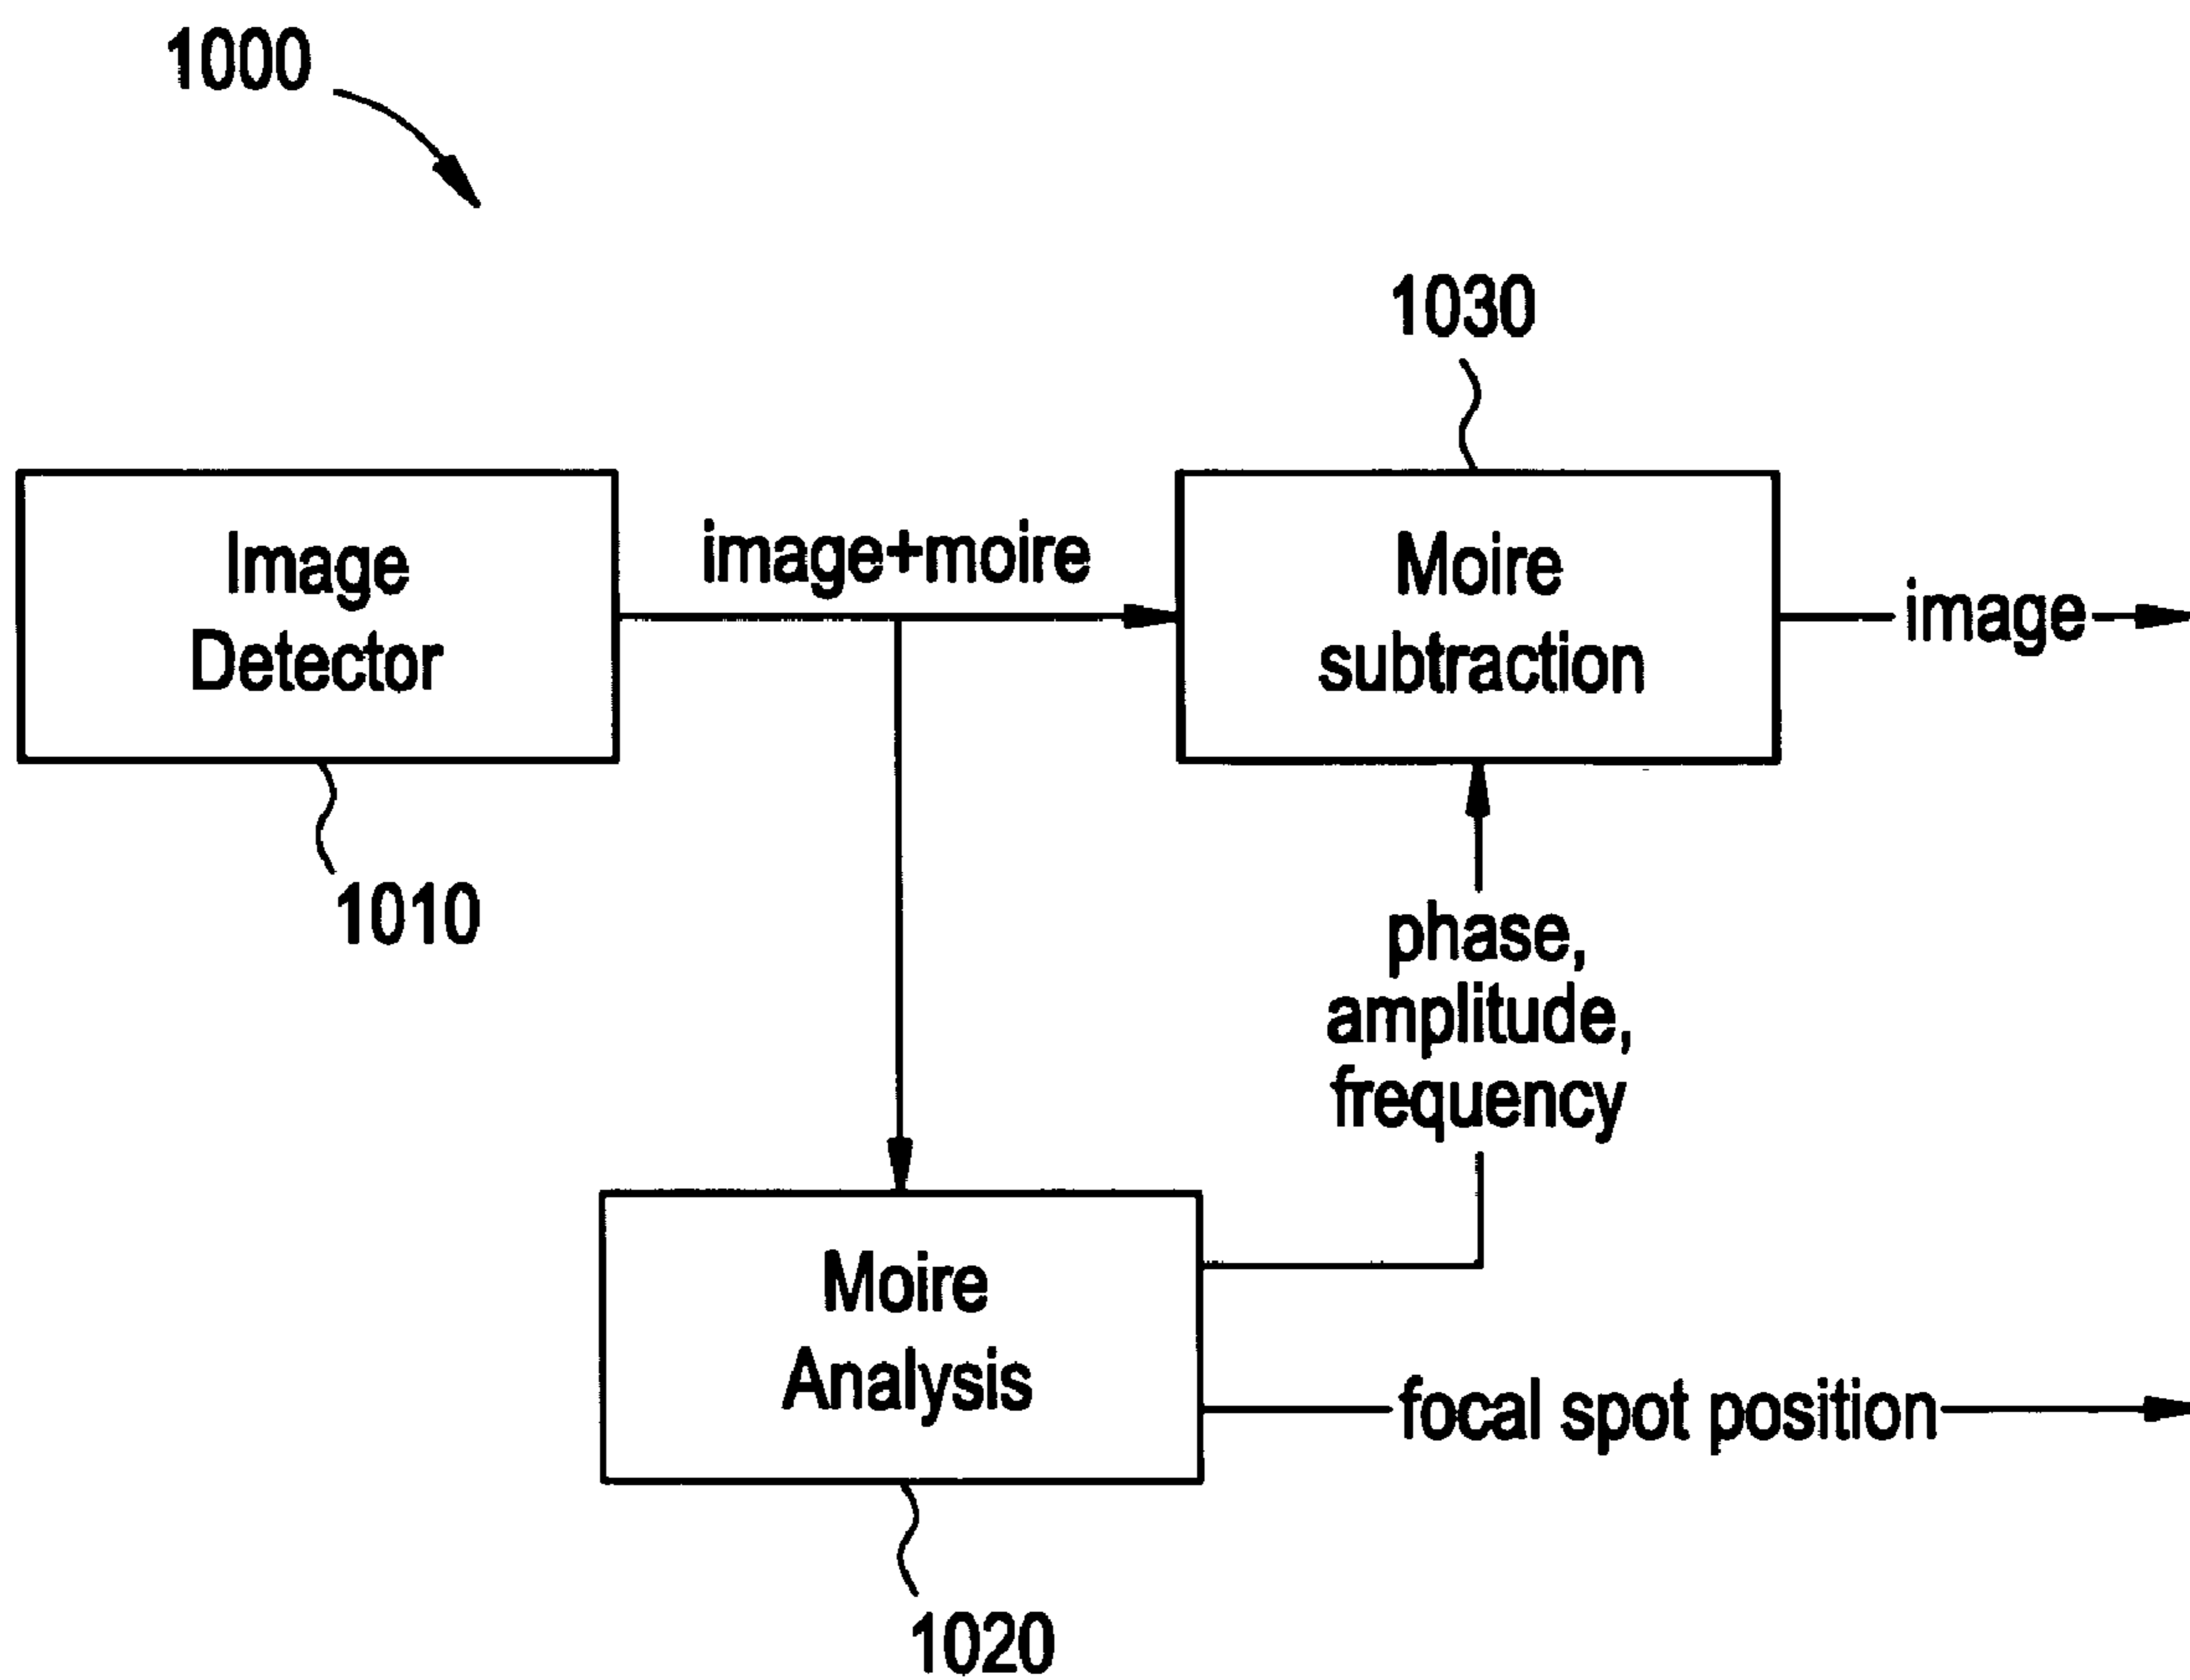 1000
1030
Image
Detector
image+moire
Moire
subtraction
image
1010
phase,
amplitude,
frequency
Moire
Analysis
focal spot position
1020